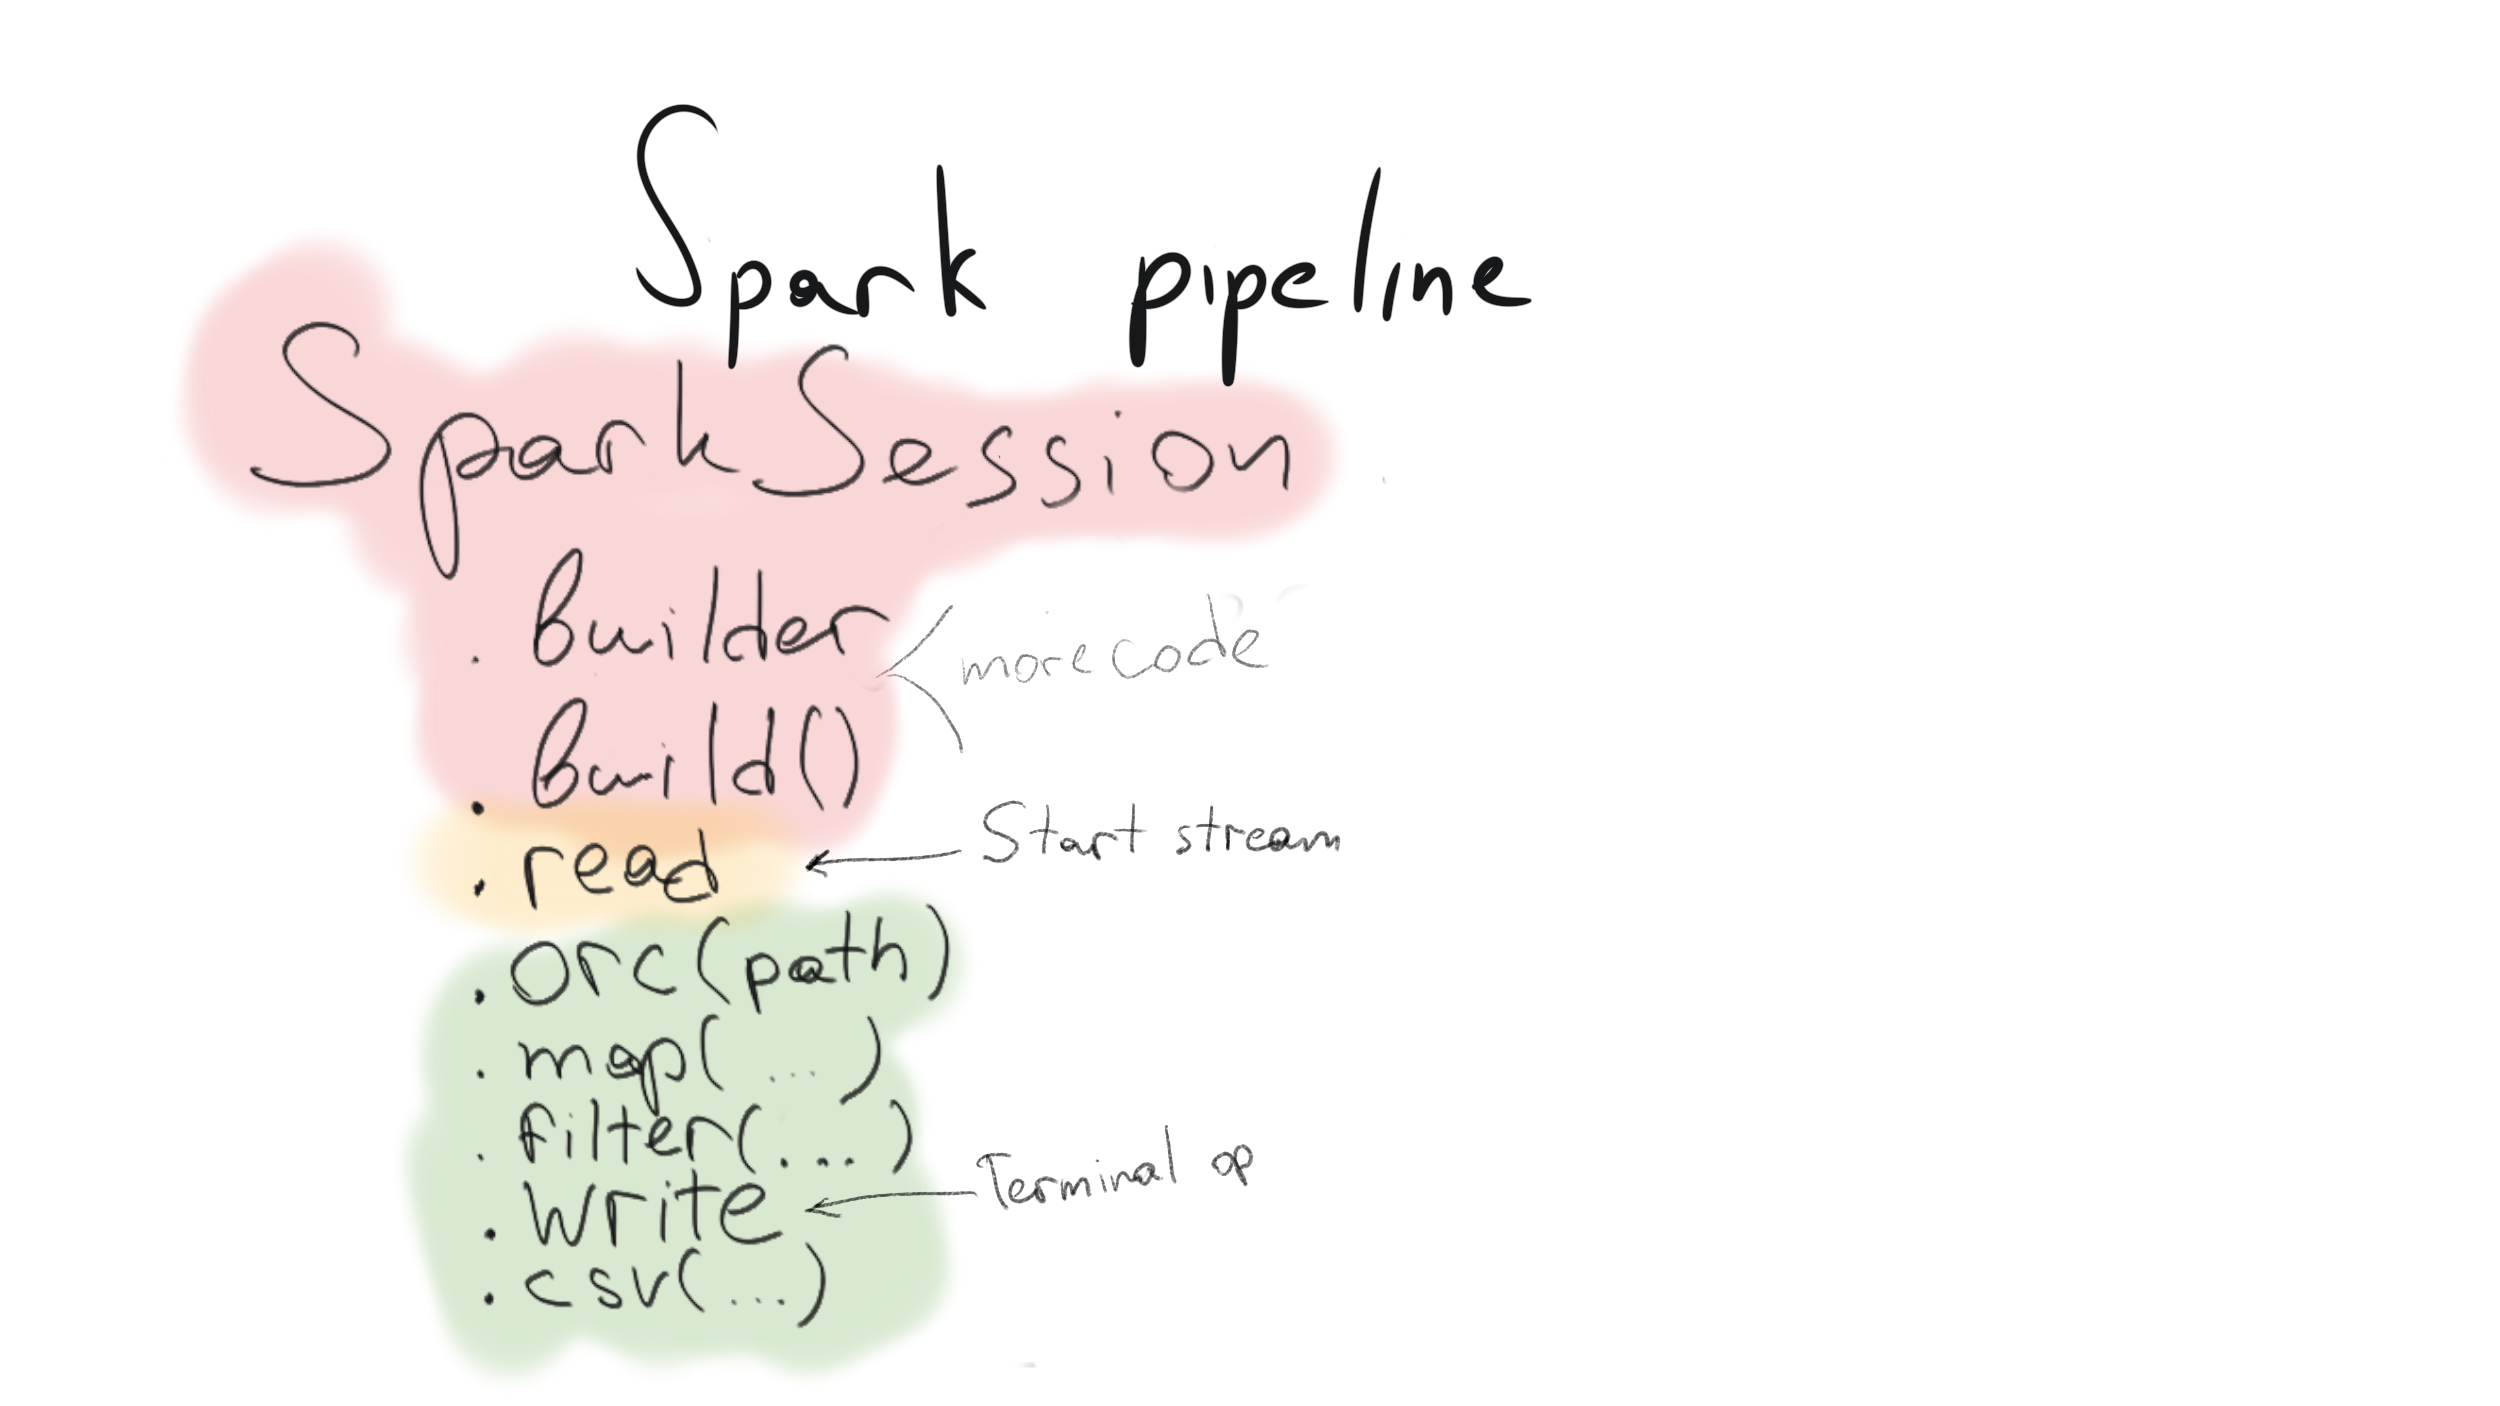 Spark pipeline
SparkSession
. builder
more code
. build()
. read
Start stream
. orc(path)
. map( ... )
. filter(...)
. write
Terminal op
. csv(...)